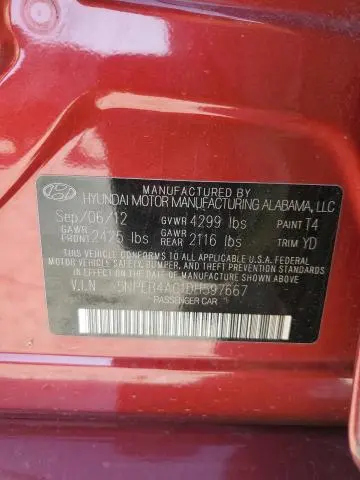 MANUFACTURED BY
HYUNDAI MOTOR MANUFACTURING ALABAMA, LLC
Sep/06/12 GVWR 4299 lbs PAINT T4
GAWR FRONT 2425 lbs GAWR REAR 2116 lbs TRIM YD
THIS VEHICLE CONFORMS TO ALL APPLICABLE U.S.A. FEDERAL
MOTOR VEHICLE SAFETY, BUMPER, AND THEFT PREVENTION
STANDARDS IN EFFECT ON THE DATE OF MANUFACTURE SHOWN ABOVE.
V.I.N 5NPEB4AC1DH597667
PASSENGER CAR